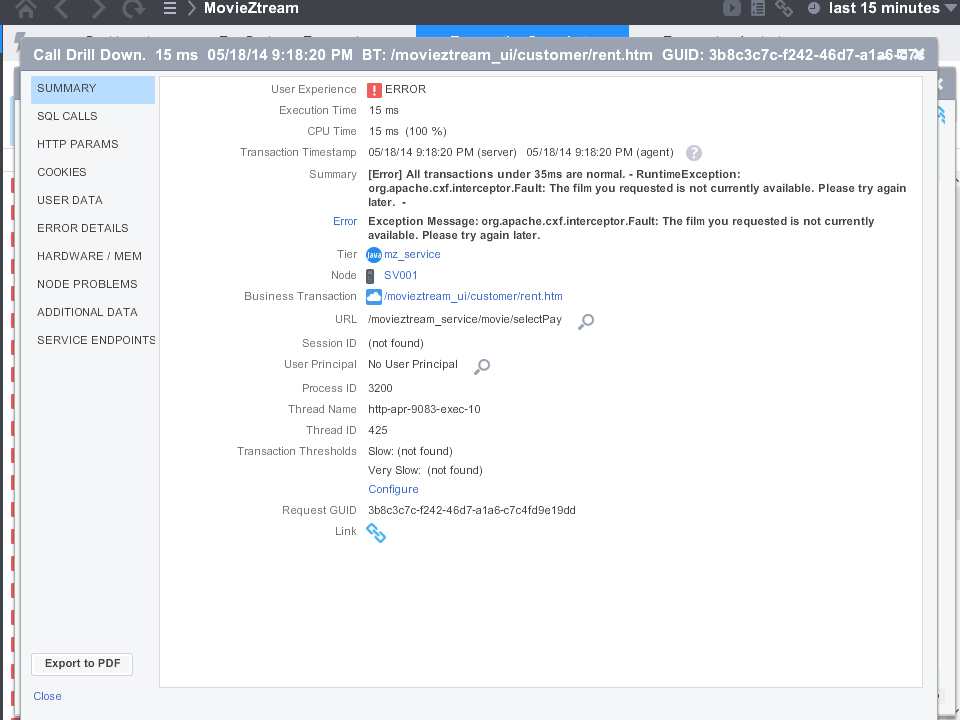 MovieZtream
last 15 minutes
Call Drill Down. 15 ms 05/18/14 9:18:20 PM BT: /movieztream_ui/customer/rent.htm GUID: 3b8c3c7c-f242-46d7-a1a6-c7c
SUMMARY
SQL CALLS
HTTP PARAMS
COOKIES
USER DATA
ERROR DETAILS
HARDWARE / MEM
NODE PROBLEMS
ADDITIONAL DATA
SERVICE ENDPOINTS
User Experience ERROR
Execution Time 15 ms
CPU Time 15 ms (100 %)
Transaction Timestamp 05/18/14 9:18:20 PM (server) 05/18/14 9:18:20 PM (agent) ?
Summary [Error] All transactions under 35ms are normal. - RuntimeException:
org.apache.cxf.interceptor.Fault: The film you requested is not currently available. Please try again
later. -
Error Exception Message: org.apache.cxf.interceptor.Fault: The film you requested is not currently
available. Please try again later.
Tier java mz_service
Node SV001
Business Transaction /movieztream_ui/customer/rent.htm
URL /movieztream_service/movie/selectPay
Session ID (not found)
User Principal No User Principal
Process ID 3200
Thread Name http-apr-9083-exec-10
Thread ID 425
Transaction Thresholds Slow: (not found)
Very Slow: (not found)
Configure
Request GUID 3b8c3c7c-f242-46d7-a1a6-c7c4fd9e19dd
Link
Export to PDF
Close